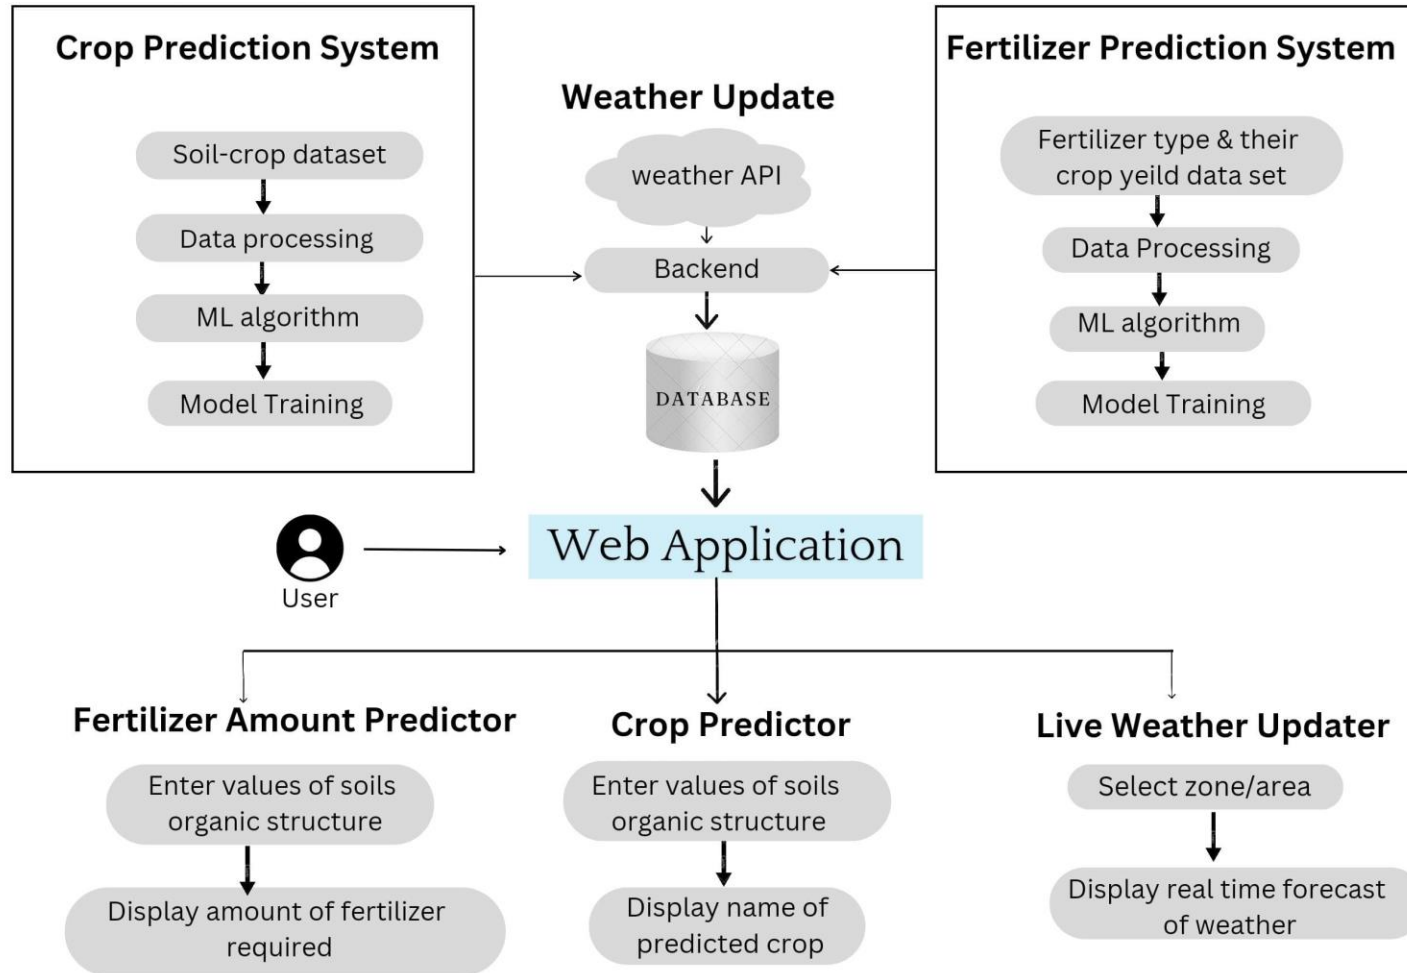 Crop Prediction System
Soil-crop dataset
Data processing
ML algorithm
Model Training
Weather Update
weather API
Backend
DATABASE
Fertilizer Prediction System
Fertilizer type & their
crop yeild data set
Data Processing
ML algorithm
Model Training
User
Web Application
Fertilizer Amount Predictor
Enter values of soils
organic structure
Display amount of fertilizer
required
Crop Predictor
Enter values of soils
organic structure
Display name of
predicted crop
Live Weather Updater
Select zone/area
Display real time forecast
of weather